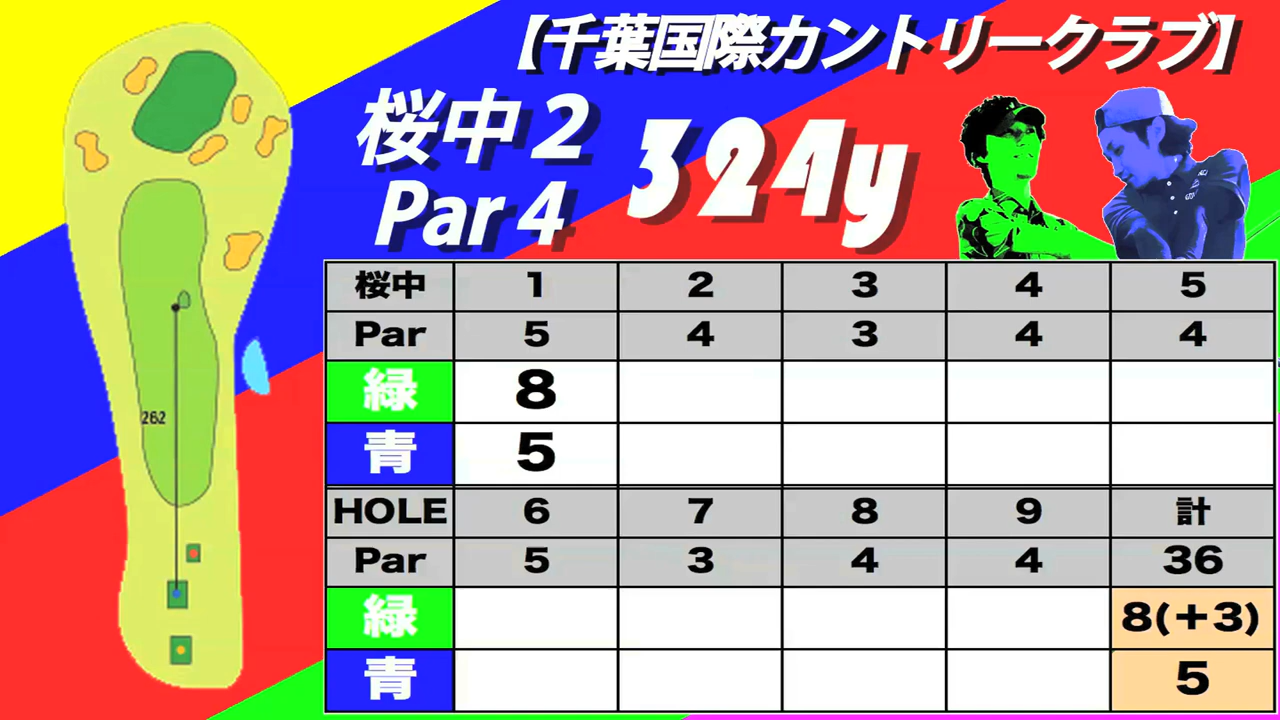 【千葉国際カントリークラブ】
桜中2
Par 4
324y
262
桜中 1 2 3 4 5
Par 5 4 3 4 4
緑 8
青 5
HOLE 6 7 8 9 計
Par 5 3 4 4 36
緑 8(+3)
青 5